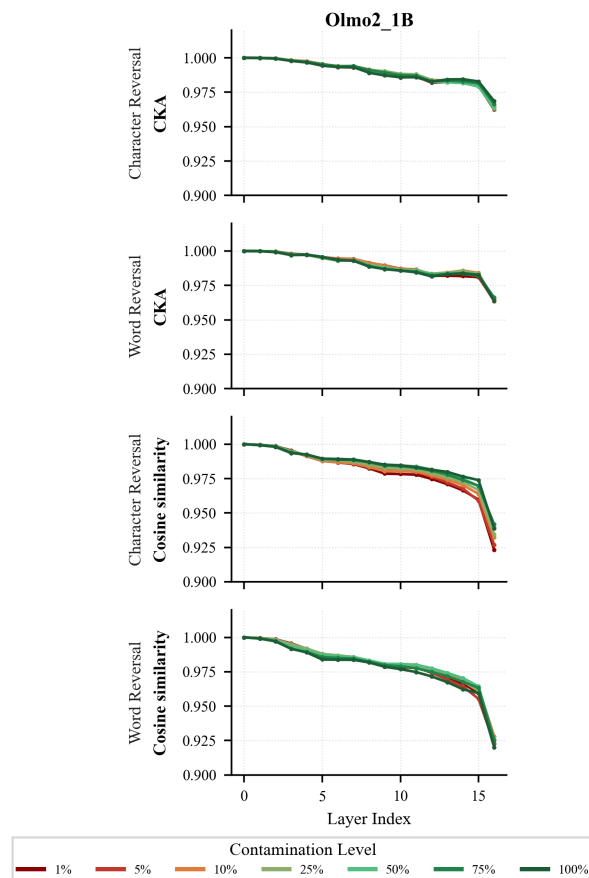 Olmo2_1B
Character Reversal
CKA
1.000
0.975
0.950
0.925
0.900
Word Reversal
CKA
1.000
0.975
0.950
0.925
0.900
Character Reversal
Cosine similarity
1.000
0.975
0.950
0.925
0.900
Word Reversal
Cosine similarity
1.000
0.975
0.950
0.925
0.900
0 5 10 15
Layer Index
Contamination Level
1% 5% 10% 25% 50% 75% 100%